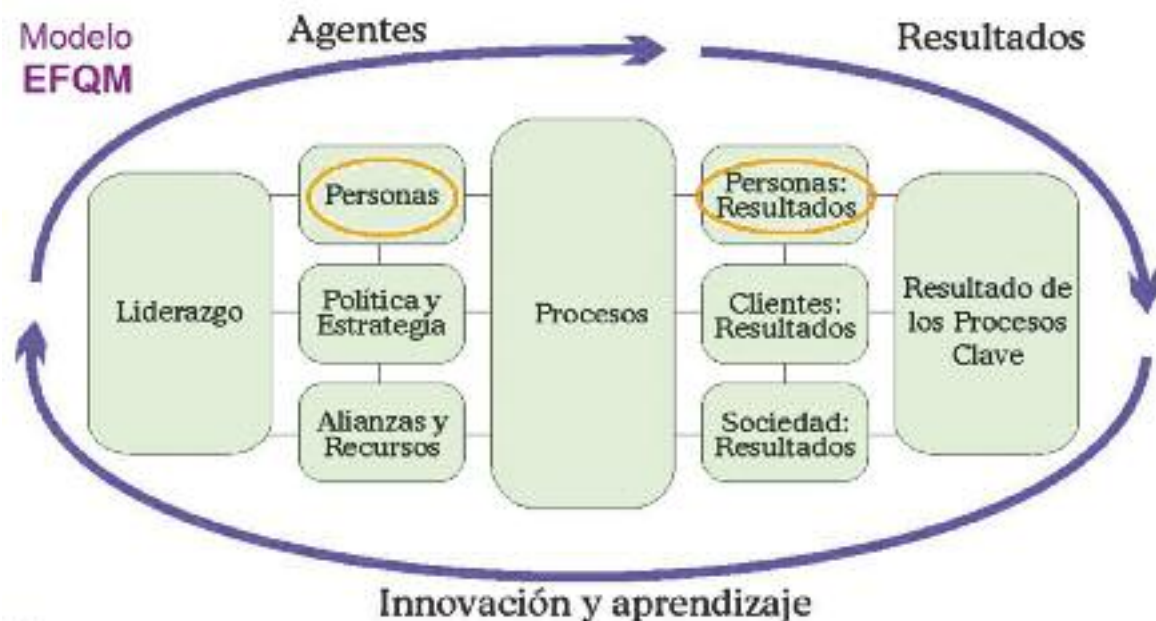 Modelo
EFQM
Agentes
Resultados
Liderazgo
Personas
Política y
Estrategia
Alianzas y
Recursos
Procesos
Personas:
Resultados
Clientes:
Resultados
Sociedad:
Resultados
Resultado de
los Procesos
Clave
Innovación y aprendizaje